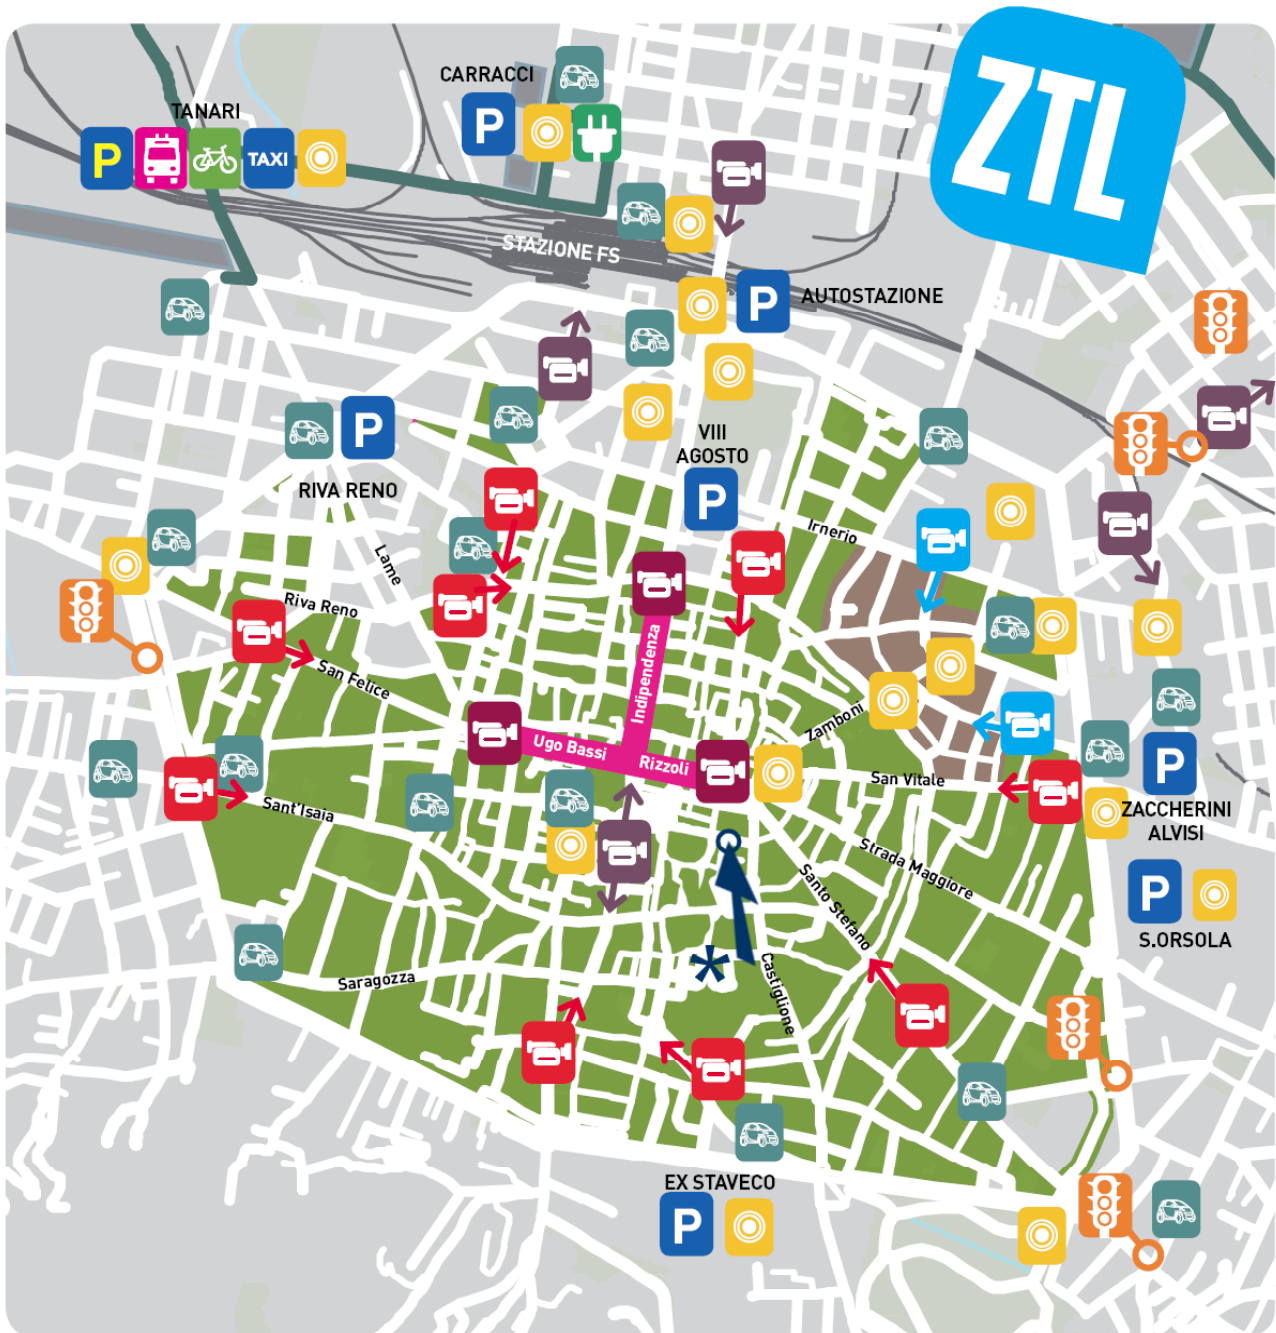 ZTL
CARRACCI
P
TANARI
P
TAXI
STAZIONE FS
P
AUTOSTAZIONE
P
RIVA RENO
VIII
AGOSTO
P
Irnerio
Lame
Riva Reno
San Felice
Indipendenza
Ugo Bassi
Rizzoli
Zamboni
San Vitale
P
ZACCHERINI
ALVISI
Sant'Isaia
Strada Maggiore
Santo Stefano
P
S.ORSOLA
*
Castiglione
Saragozza
EX STAVECO
P